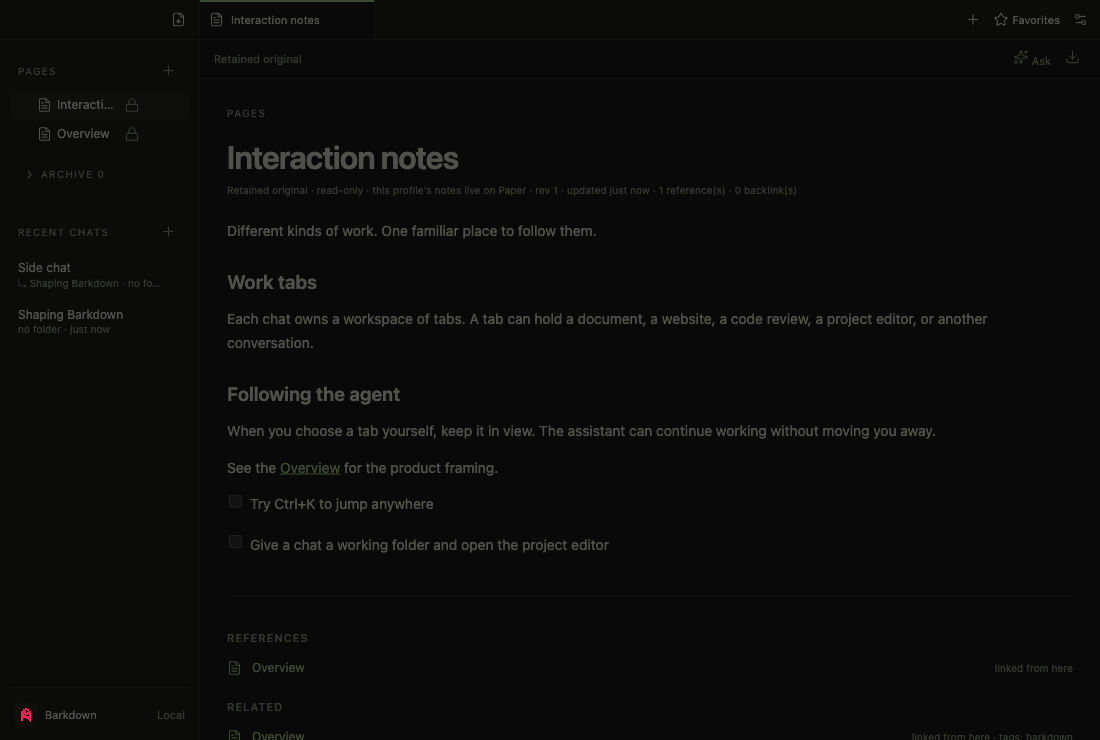 Interaction notes
Favorites
Retained original
Ask
PAGES
Interacti...
Overview
ARCHIVE 0
RECENT CHATS
Side chat
Shaping Barkdown · no fo...
Shaping Barkdown
no folder · just now
Barkdown
Local
PAGES
Interaction notes
Retained original · read-only · this profile's notes live on Paper · rev 1 · updated just now · 1 reference(s) · 0 backlink(s)
Different kinds of work. One familiar place to follow them.
Work tabs
Each chat owns a workspace of tabs. A tab can hold a document, a website, a code review, a project editor, or another
conversation.
Following the agent
When you choose a tab yourself, keep it in view. The assistant can continue working without moving you away.
See the Overview for the product framing.
Try Ctrl+K to jump anywhere
Give a chat a working folder and open the project editor
REFERENCES
Overview
linked from here
RELATED
Overview
linked from here · tags: barkdown